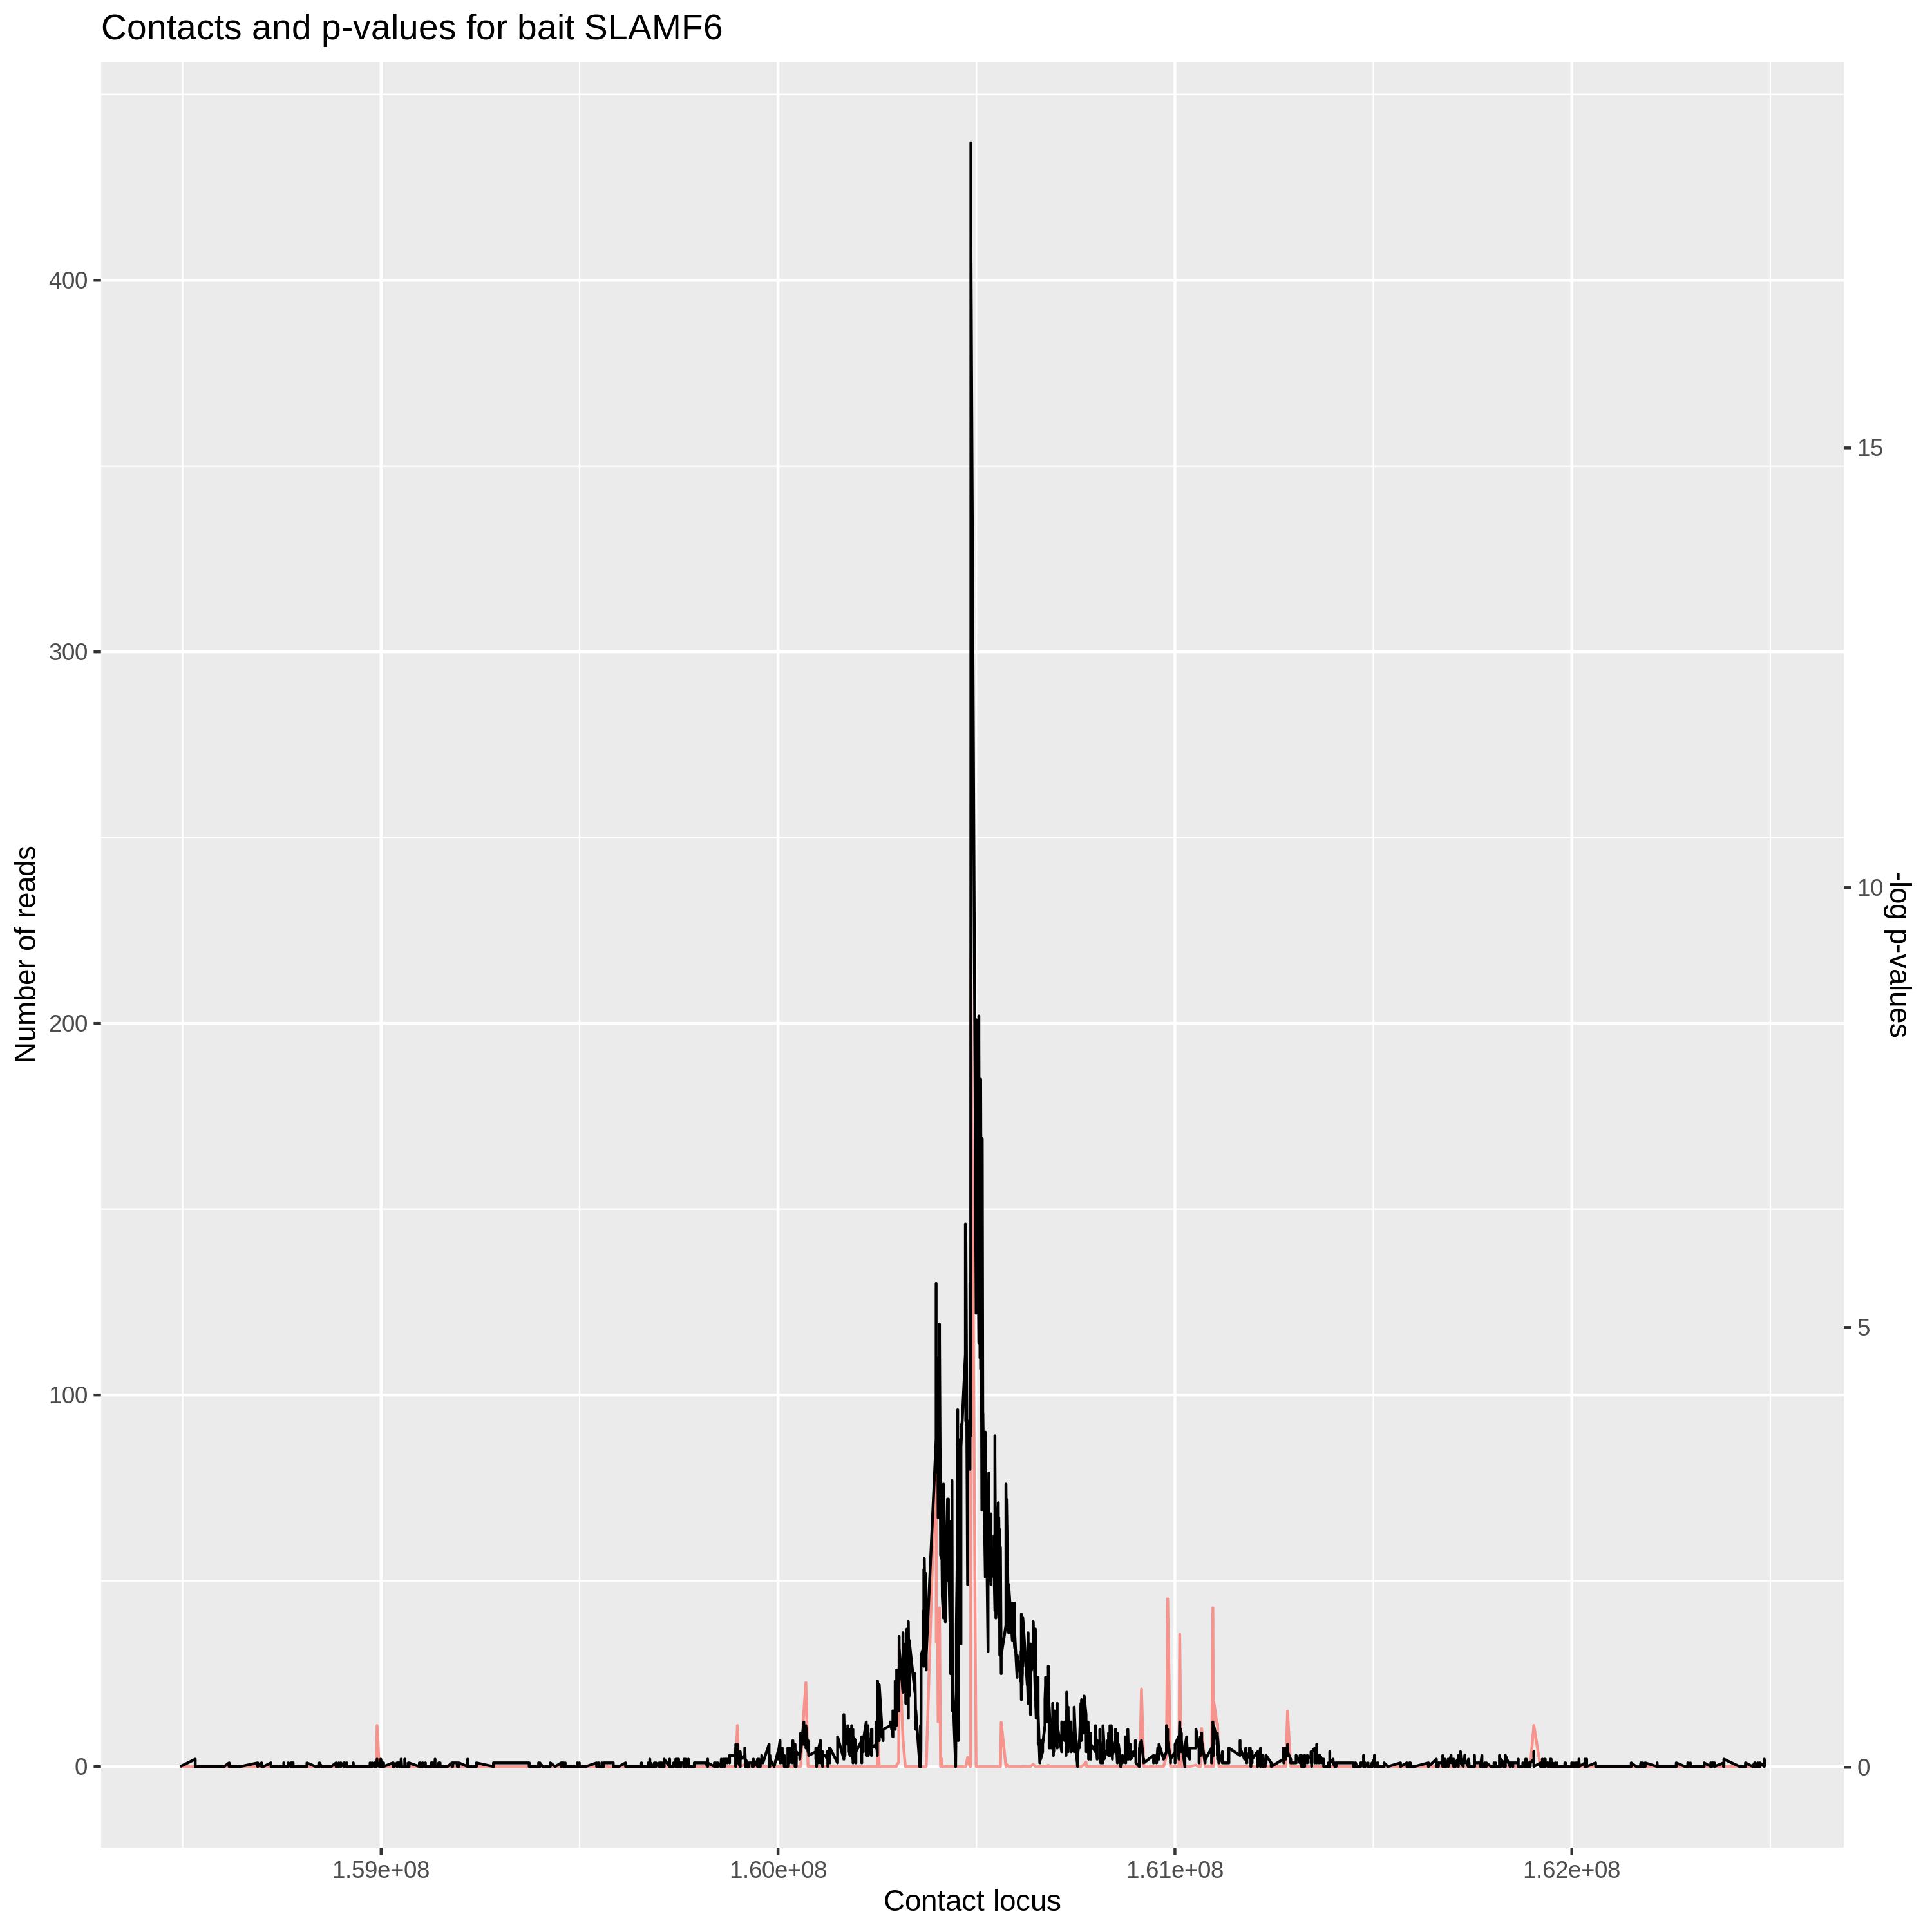 Contacts and p-values for bait SLAMF6
Number of reads
400
300
200
100
0
15
10
5
0
-log p-values
1.59e+08
1.60e+08
1.61e+08
1.62e+08
Contact locus